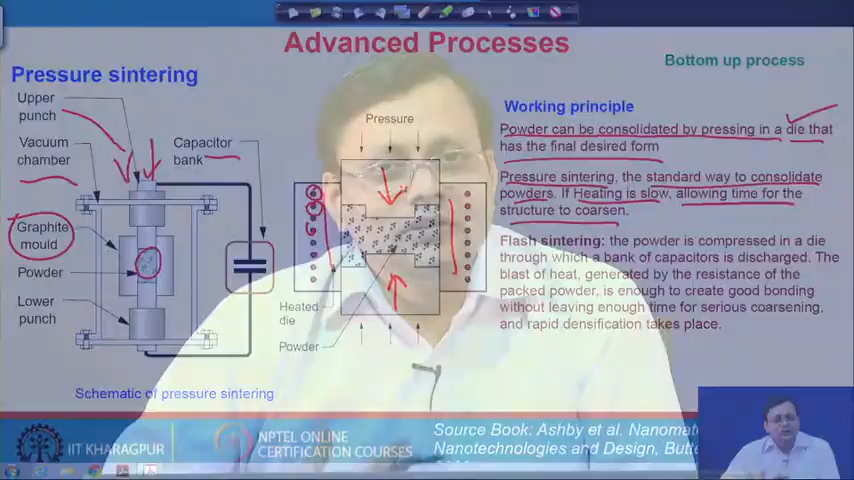 Advanced Processes
Bottom up process
Pressure sintering
Upper
punch
Vacuum
chamber
Capacitor
bank
Graphite
mould
Powder
Lower
punch
Schematic of pressure sintering
Pressure
Heated
die
Powder
Working principle
Powder can be consolidated by pressing in a die that
has the final desired form
Pressure sintering, the standard way to consolidate
powders. If Heating is slow, allowing time for the
structure to coarsen.
Flash sintering: the powder is compressed in a die
through which a bank of capacitors is discharged. The
blast of heat, generated by the resistance of the
packed powder, is enough to create good bonding
without leaving enough time for serious coarsening,
and rapid densification takes place.
IIT KHARAGPUR
NPTEL ONLINE
CERTIFICATION COURSES
Source Book: Ashby et al. Nanomate
Nanotechnologies and Design, Butte